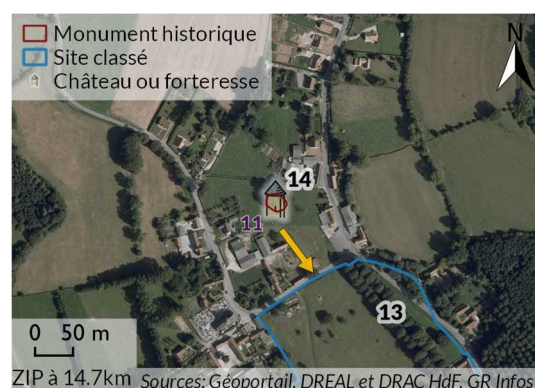 Monument historique
Site classé
Château ou forteresse
N
14
11
13
0 50 m
ZIP à 14.7km Sources: Géoportail, DREAL et DRAC HdF, GR Infos